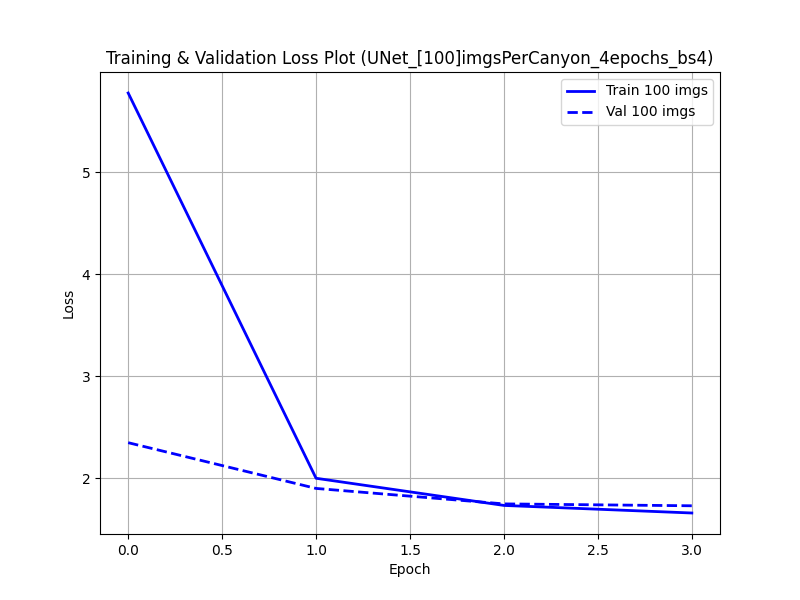 Training & Validation Loss Plot (UNet_[100]imgsPerCanyon_4epochs_bs4)
Train 100 imgs
Val 100 imgs
5
4
3
2
Loss
0.0 0.5 1.0 1.5 2.0 2.5 3.0
Epoch